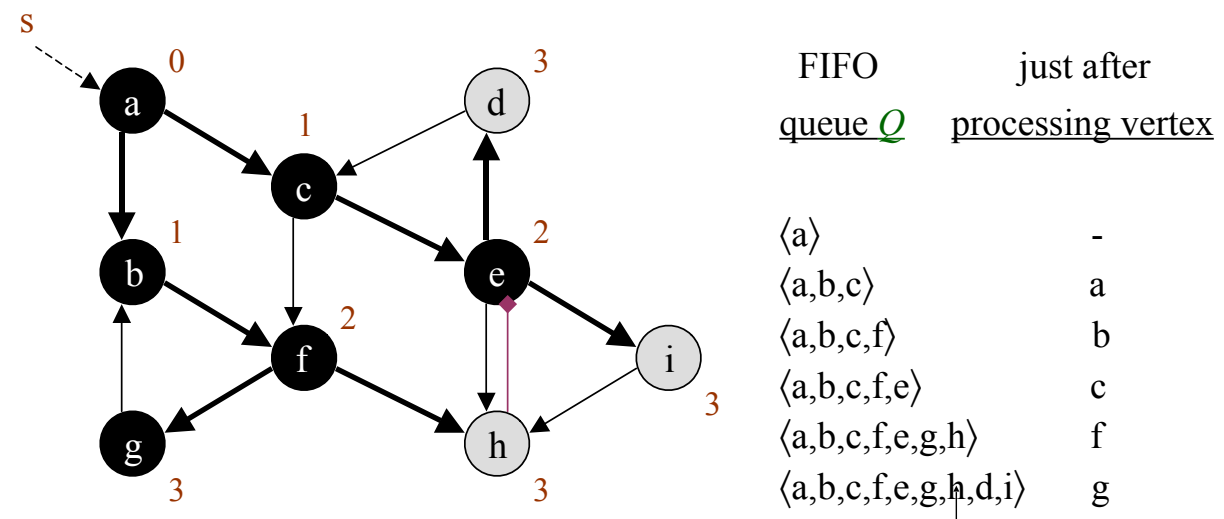 s
0
3
a
d
1
c
1
2
b
e
2
f
i
3
g
h
3
3
FIFO just after
queue Q processing vertex
⟨a⟩ -
⟨a,b,c⟩ a
⟨a,b,c,f⟩ b
⟨a,b,c,f,e⟩ c
⟨a,b,c,f,e,g,h⟩ f
⟨a,b,c,f,e,g,h,d,i⟩ g